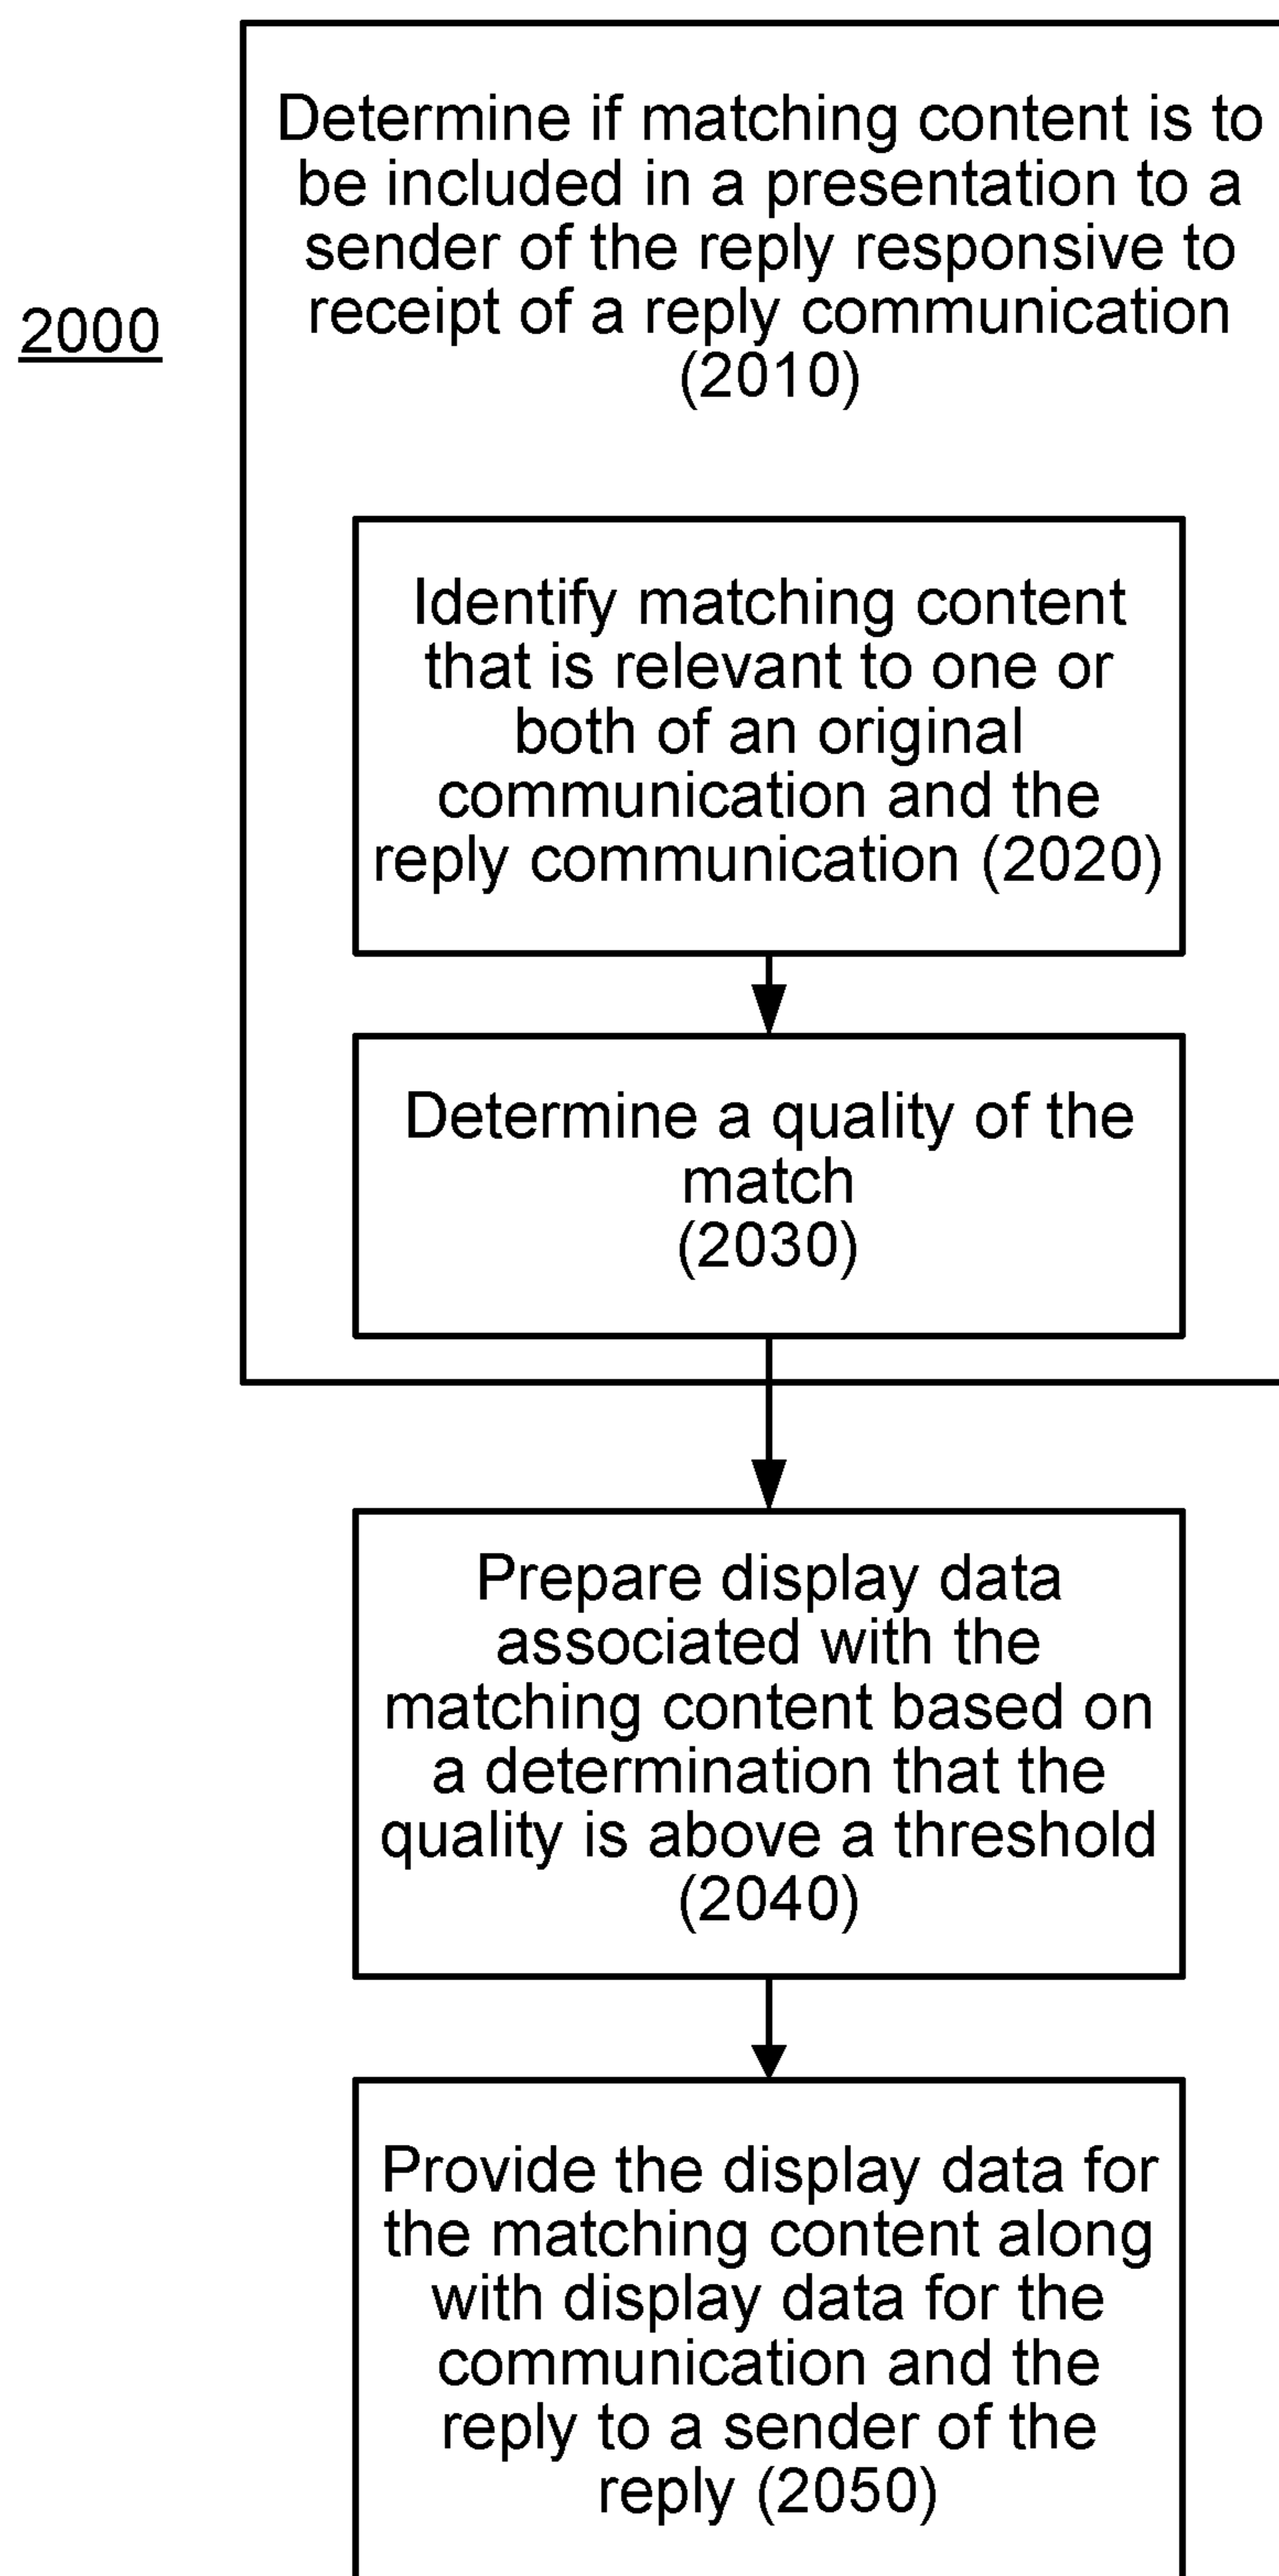 Determine if matching content is to
be included in a presentation to a
sender of the reply responsive to
receipt of a reply communication
(2010)
2000
Identify matching content
that is relevant to one or
both of an original
communication and the
reply communication (2020)
Determine a quality of the
match
(2030)
Prepare display data
associated with the
matching content based on
a determination that the
quality is above a threshold
(2040)
Provide the display data for
the matching content along
with display data for the
communication and the
reply to a sender of the
reply (2050)